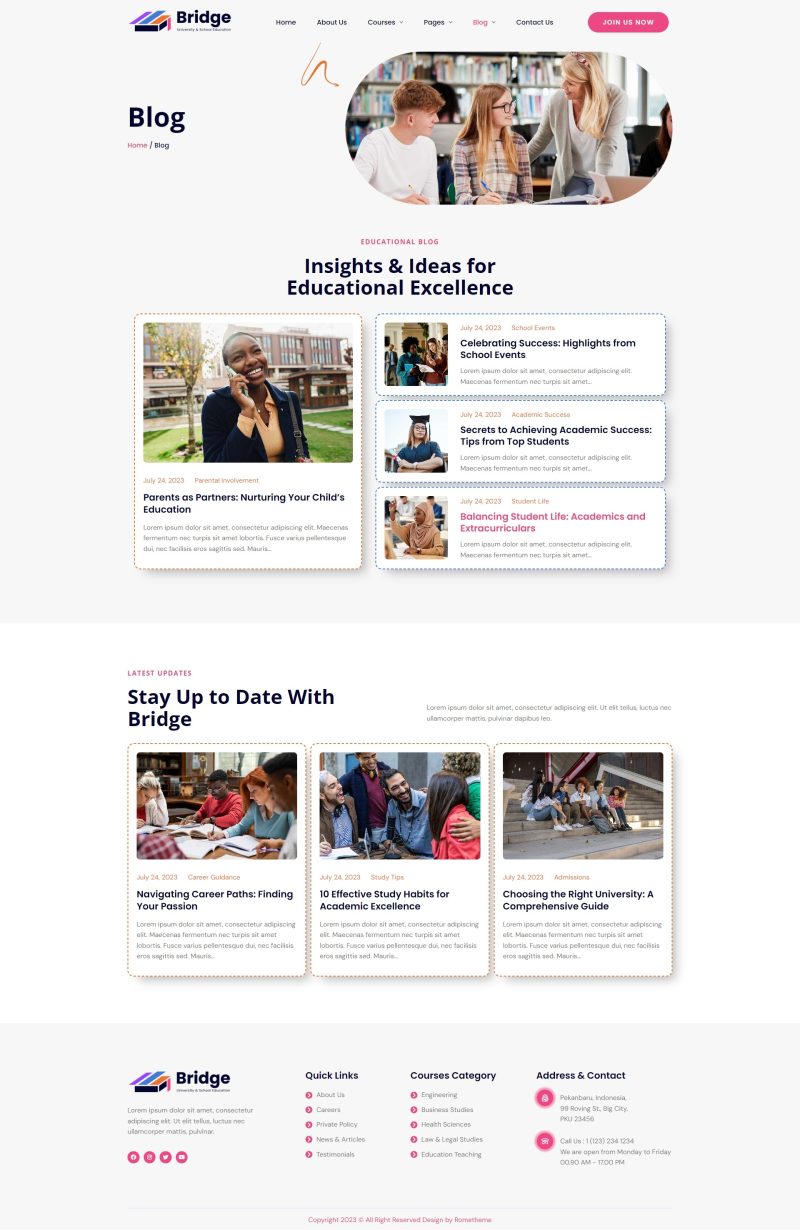 Bridge
University & School Education
Home
About Us
Courses
Pages
Blog
Contact Us
JOIN US NOW
Blog
Home / Blog
EDUCATIONAL BLOG
Insights & Ideas for
Educational Excellence
July 24, 2023 Parental Involvement
Parents as Partners: Nurturing Your Child's
Education
Lorem ipsum dolor sit amet, consectetur adipiscing elit. Maecenas
fermentum nec turpis sit amet lobortis. Fusce varius pellentesque
dui, nec facilisis eros sagittis sed. Mauris...
July 24, 2023 School Events
Celebrating Success: Highlights from
School Events
Lorem ipsum dolor sit amet, consectetur adipiscing elit.
Maecenas fermentum nec turpis sit amet...
July 24, 2023 Academic Success
Secrets to Achieving Academic Success:
Tips from Top Students
Lorem ipsum dolor sit amet, consectetur adipiscing elit.
Maecenas fermentum nec turpis sit amet...
July 24, 2023 Student Life
Balancing Student Life: Academics and
Extracurriculars
Lorem ipsum dolor sit amet, consectetur adipiscing elit.
Maecenas fermentum nec turpis sit amet...
LATEST UPDATES
Stay Up to Date With
Bridge
Lorem ipsum dolor sit amet, consectetur adipiscing elit. Ut elit tellus, luctus nec
ullamcorper mattis, pulvinar dapibus leo.
July 24, 2023 Career Guidance
Navigating Career Paths: Finding
Your Passion
Lorem ipsum dolor sit amet, consectetur adipiscing
elit. Maecenas fermentum nec turpis sit amet
lobortis. Fusce varius pellentesque dui, nec facilisis
eros sagittis sed. Mauris...
July 24, 2023 Study Tips
10 Effective Study Habits for
Academic Excellence
Lorem ipsum dolor sit amet, consectetur adipiscing
elit. Maecenas fermentum nec turpis sit amet
lobortis. Fusce varius pellentesque dui, nec facilisis
eros sagittis sed. Mauris...
July 24, 2023 Admissions
Choosing the Right University: A
Comprehensive Guide
Lorem ipsum dolor sit amet, consectetur adipiscing
elit. Maecenas fermentum nec turpis sit amet
lobortis. Fusce varius pellentesque dui, nec facilisis
eros sagittis sed. Mauris...
Bridge
University & School Education
Lorem ipsum dolor sit amet, consectetur
adipiscing elit. Ut elit tellus, luctus nec
ullamcorper mattis, pulvinar.
Quick Links
About Us
Careers
Private Policy
News & Articles
Testimonials
Courses Category
Engineering
Business Studies
Health Sciences
Law & Legal Studies
Education Teaching
Address & Contact
Pekanbaru, Indonesia,
99 Roving St., Big City,
PKU 23456
Call Us : 1 (123) 234 1234
We are open from Monday to Friday
00.90 AM - 17.00 PM
Copyright 2023 © All Right Reserved Design by Rometheme